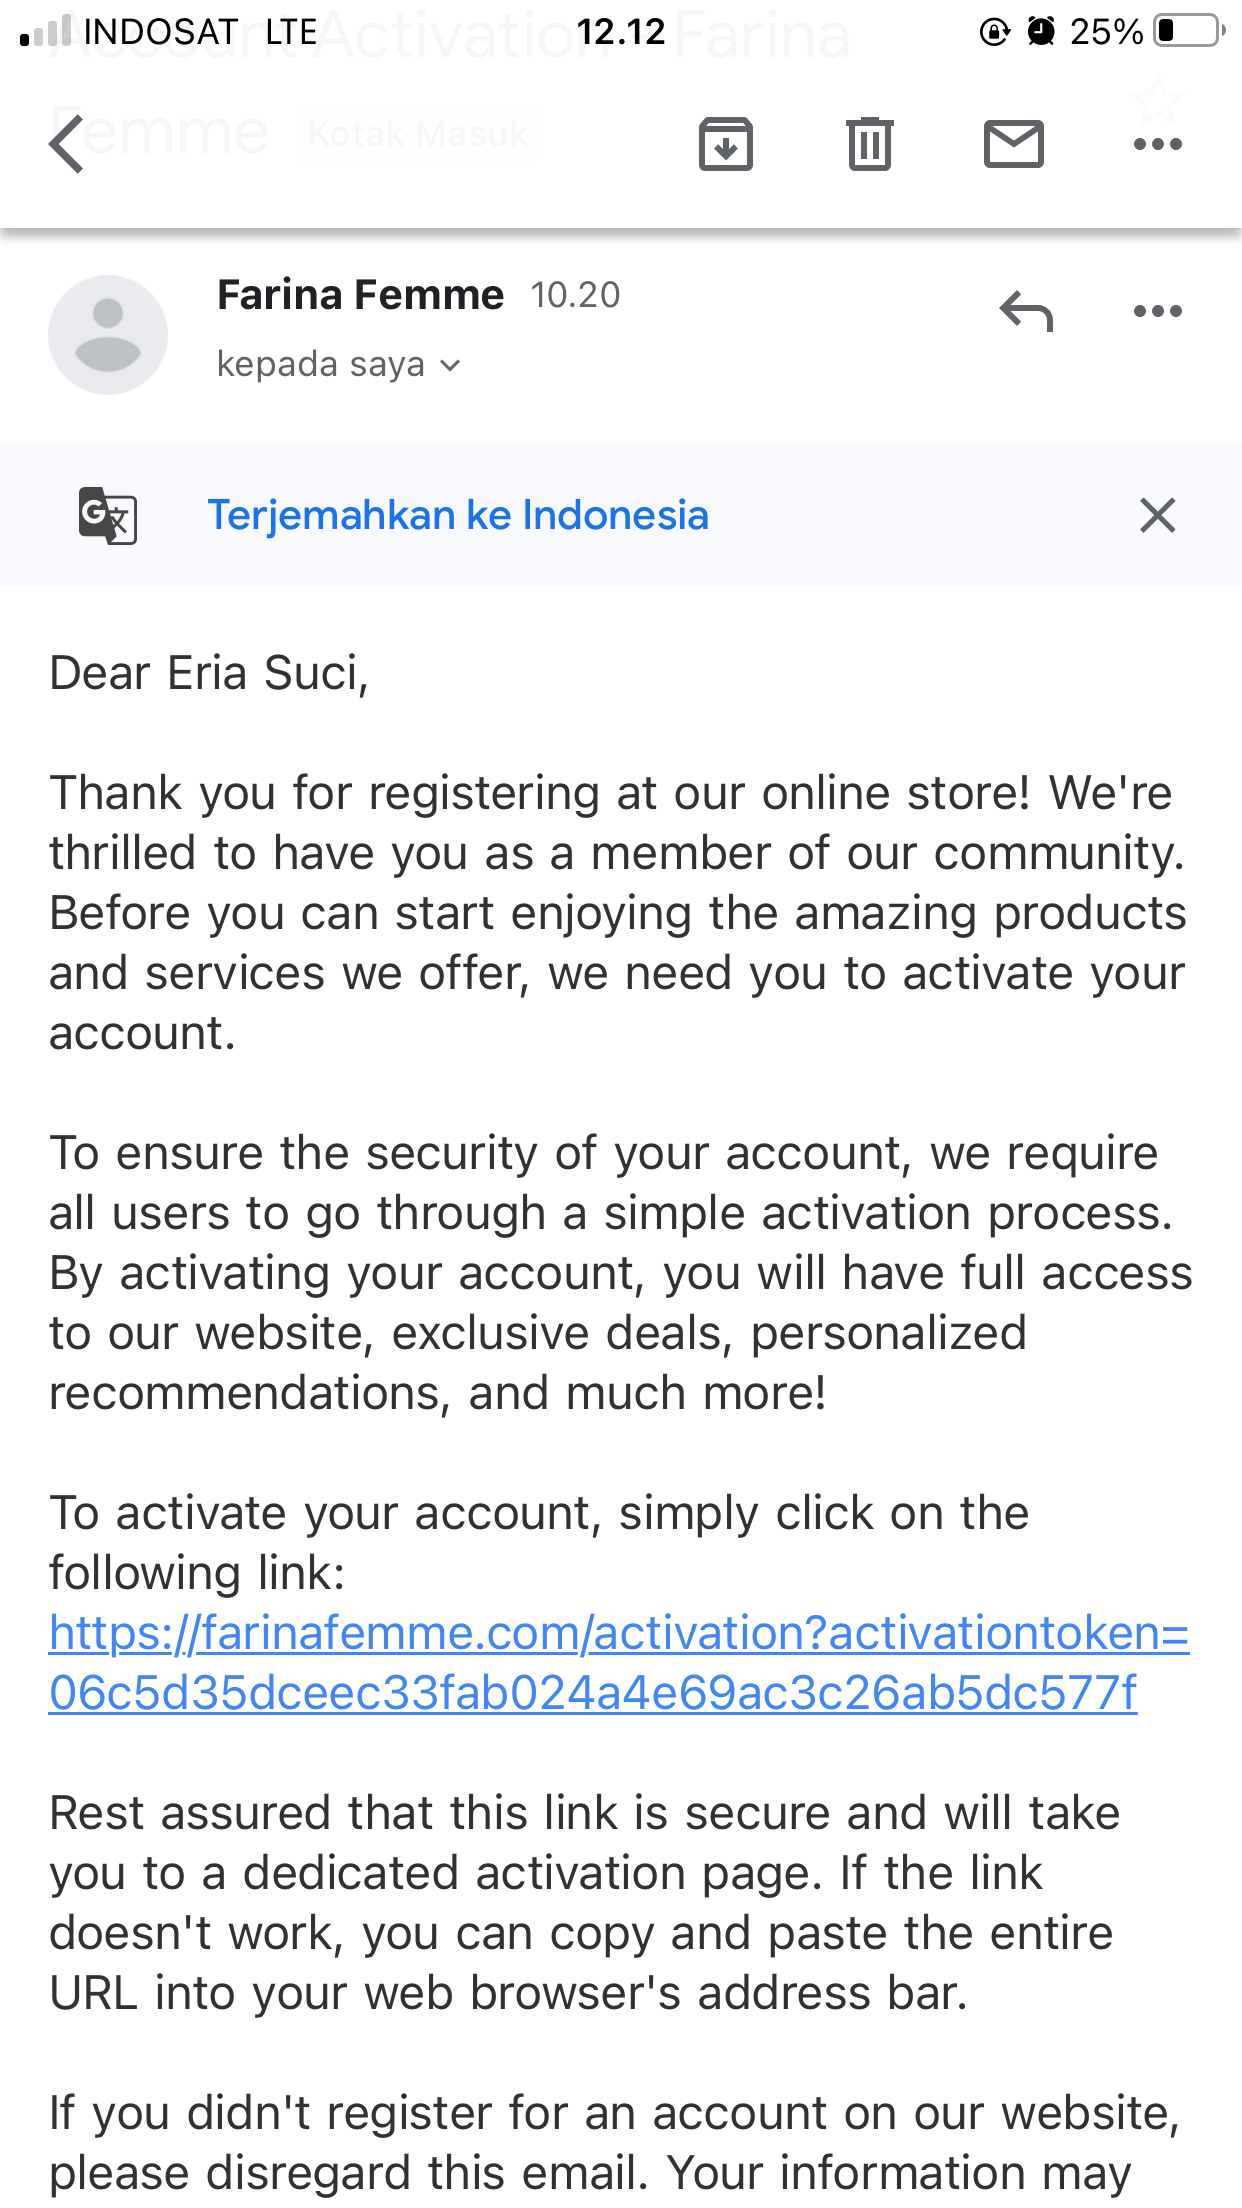 INDOSAT LTE 12.12 25%
Account Activation Farina
Femme Kotak Masuk
Farina Femme 10.20
kepada saya
Terjemahkan ke Indonesia
Dear Eria Suci,
Thank you for registering at our online store! We're
thrilled to have you as a member of our community.
Before you can start enjoying the amazing products
and services we offer, we need you to activate your
account.
To ensure the security of your account, we require
all users to go through a simple activation process.
By activating your account, you will have full access
to our website, exclusive deals, personalized
recommendations, and much more!
To activate your account, simply click on the
following link:
https://farinafemme.com/activation?activationtoken=
06c5d35dceec33fab024a4e69ac3c26ab5dc577f
Rest assured that this link is secure and will take
you to a dedicated activation page. If the link
doesn't work, you can copy and paste the entire
URL into your web browser's address bar.
If you didn't register for an account on our website,
please disregard this email. Your information may